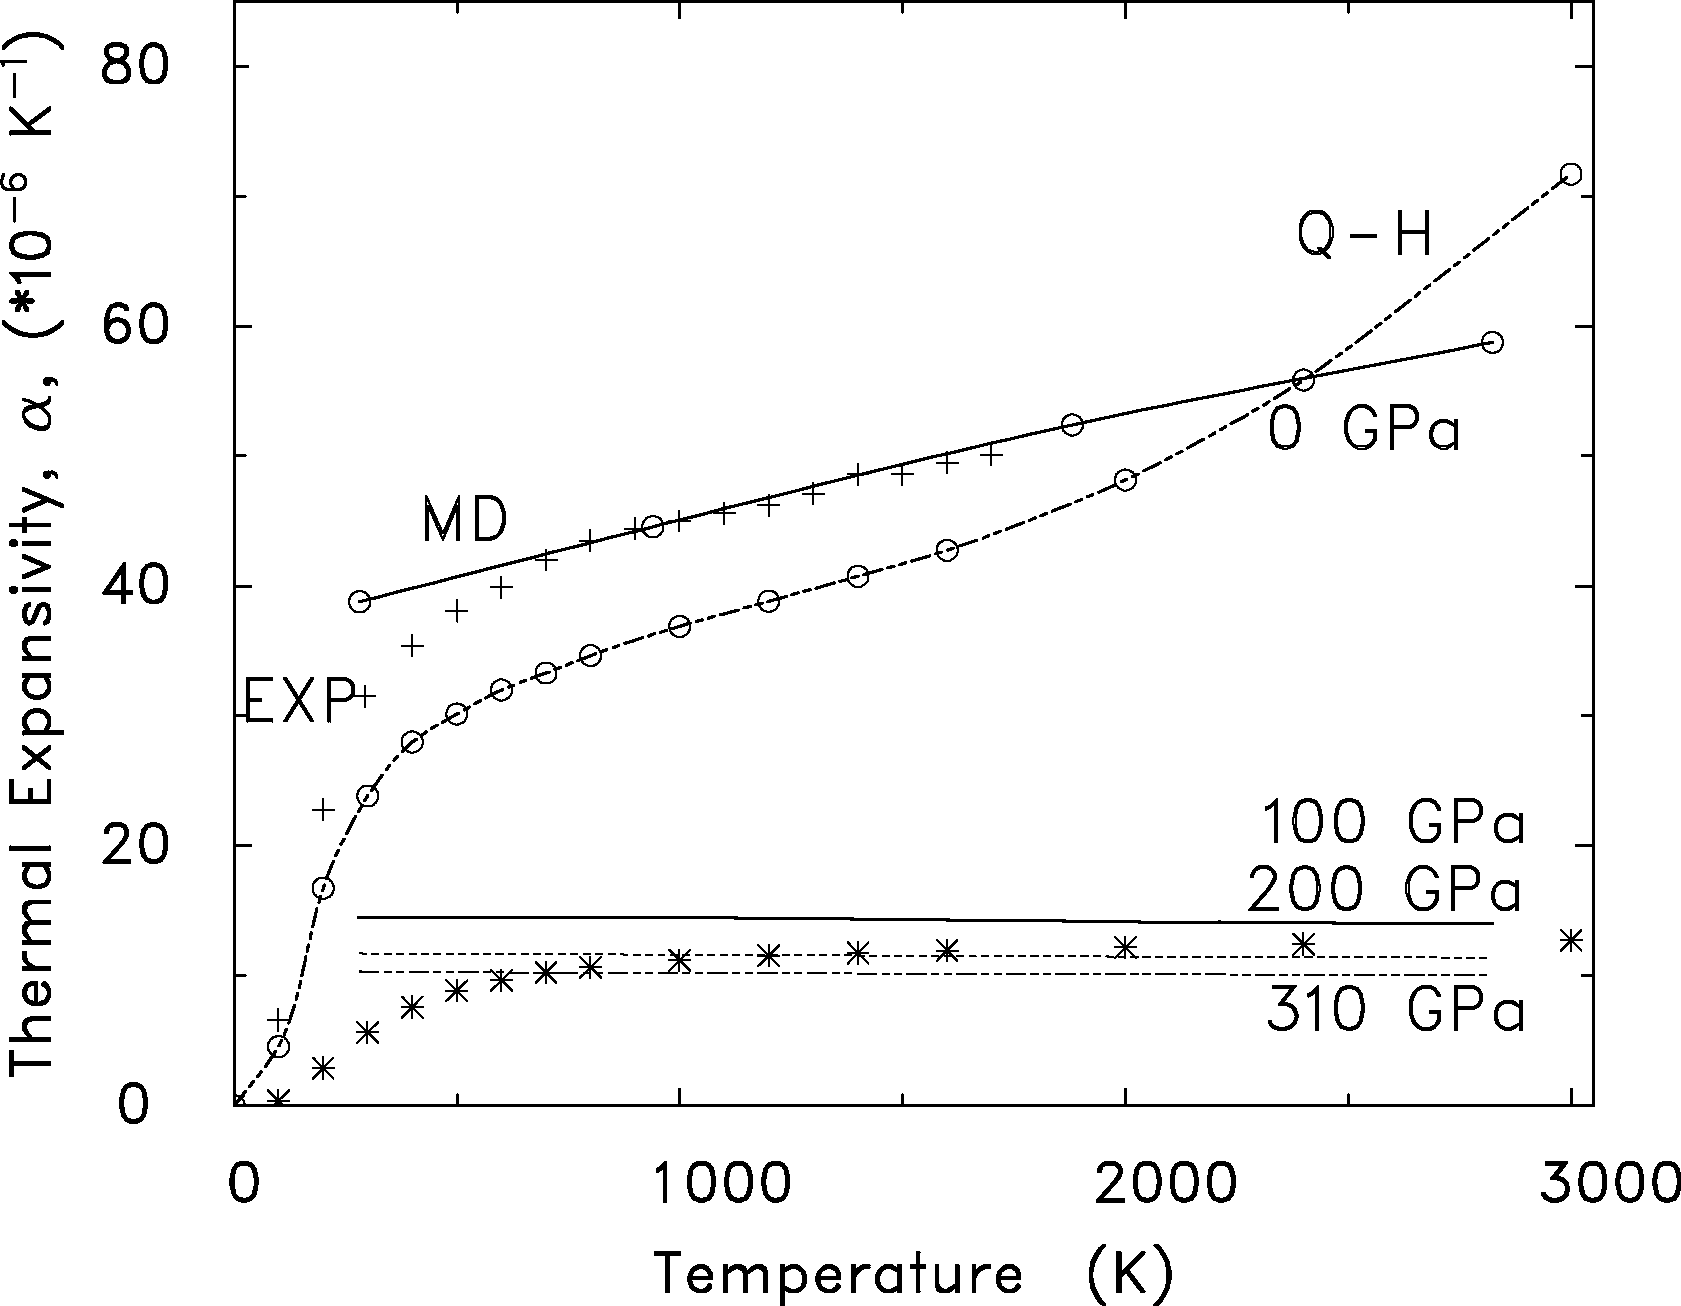 Thermal Expansivity, α, (*10−6 K−1)
80
60
40
20
0
Q-H
0 GPa
MD
EXP
100 GPa
200 GPa
310 GPa
0 1000 2000 3000
Temperature (K)